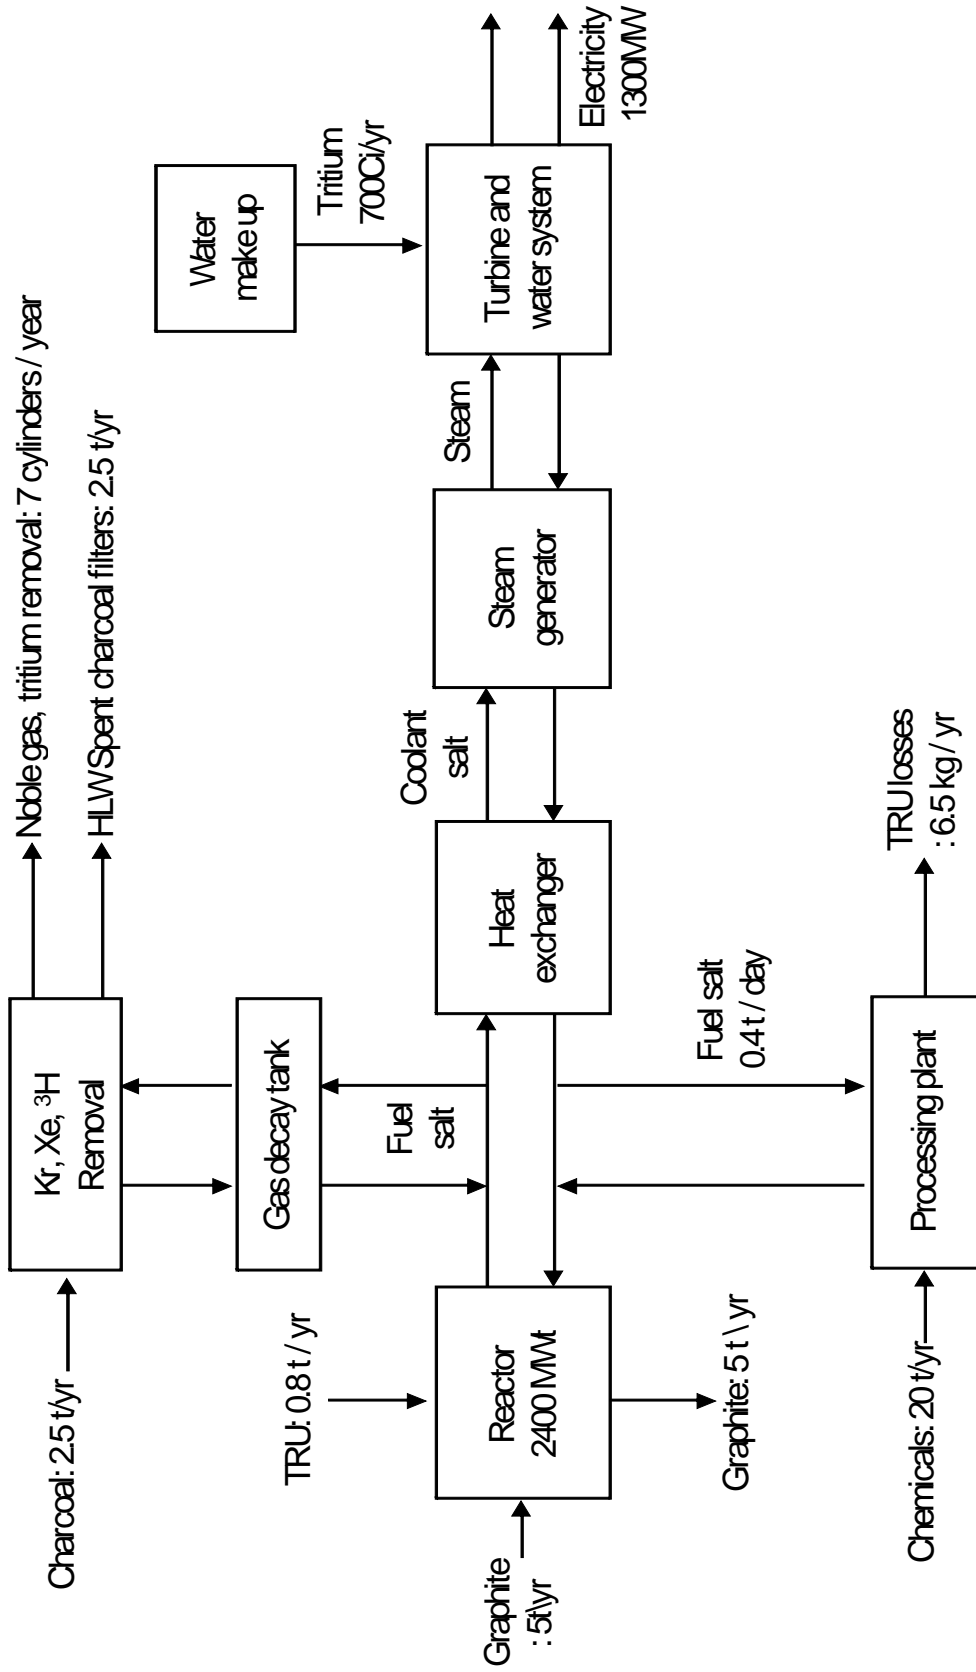 Charcoal: 2.5 t/yr
Kr, Xe, ³H
Removal
Noble gas, tritium removal: 7 cylinders / year
HLW Spent charcoal filters: 2.5 t/yr
Gas decay tank
TRU: 0.8 t / yr
Fuel
salt
Water
make up
Tritium
700Ci/yr
Graphite
: 5t\yr
Reactor
2400 MWt
Heat
exchanger
Coolant
salt
Steam
generator
Steam
Turbine and
water system
Electricity
1300MW
Graphite: 5 t \ yr
Fuel salt
0.4 t / day
Chemicals: 20 t/yr
Processing plant
TRU losses
: 6.5 kg / yr